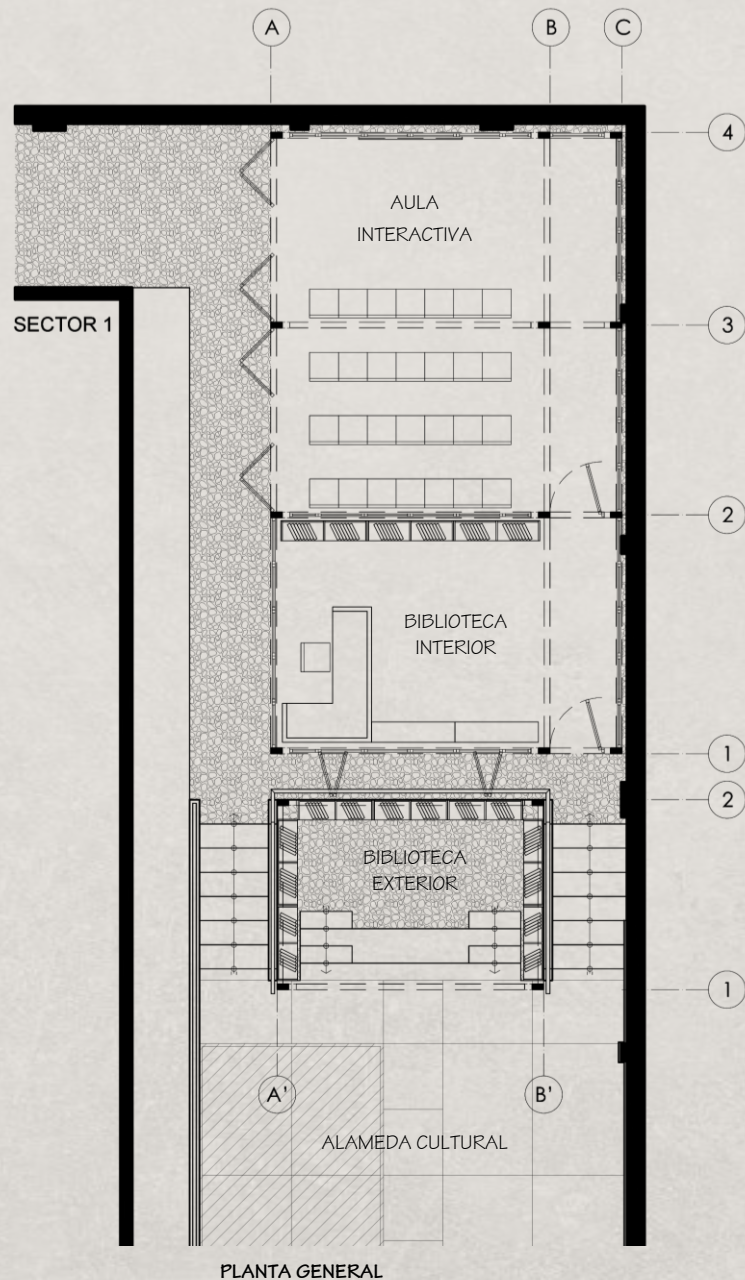 A
B
C
4
AULA
INTERACTIVA
SECTOR 1
3
2
BIBLIOTECA
INTERIOR
1
2
BIBLIOTECA
EXTERIOR
1
A'
B'
ALAMEDA CULTURAL
PLANTA GENERAL